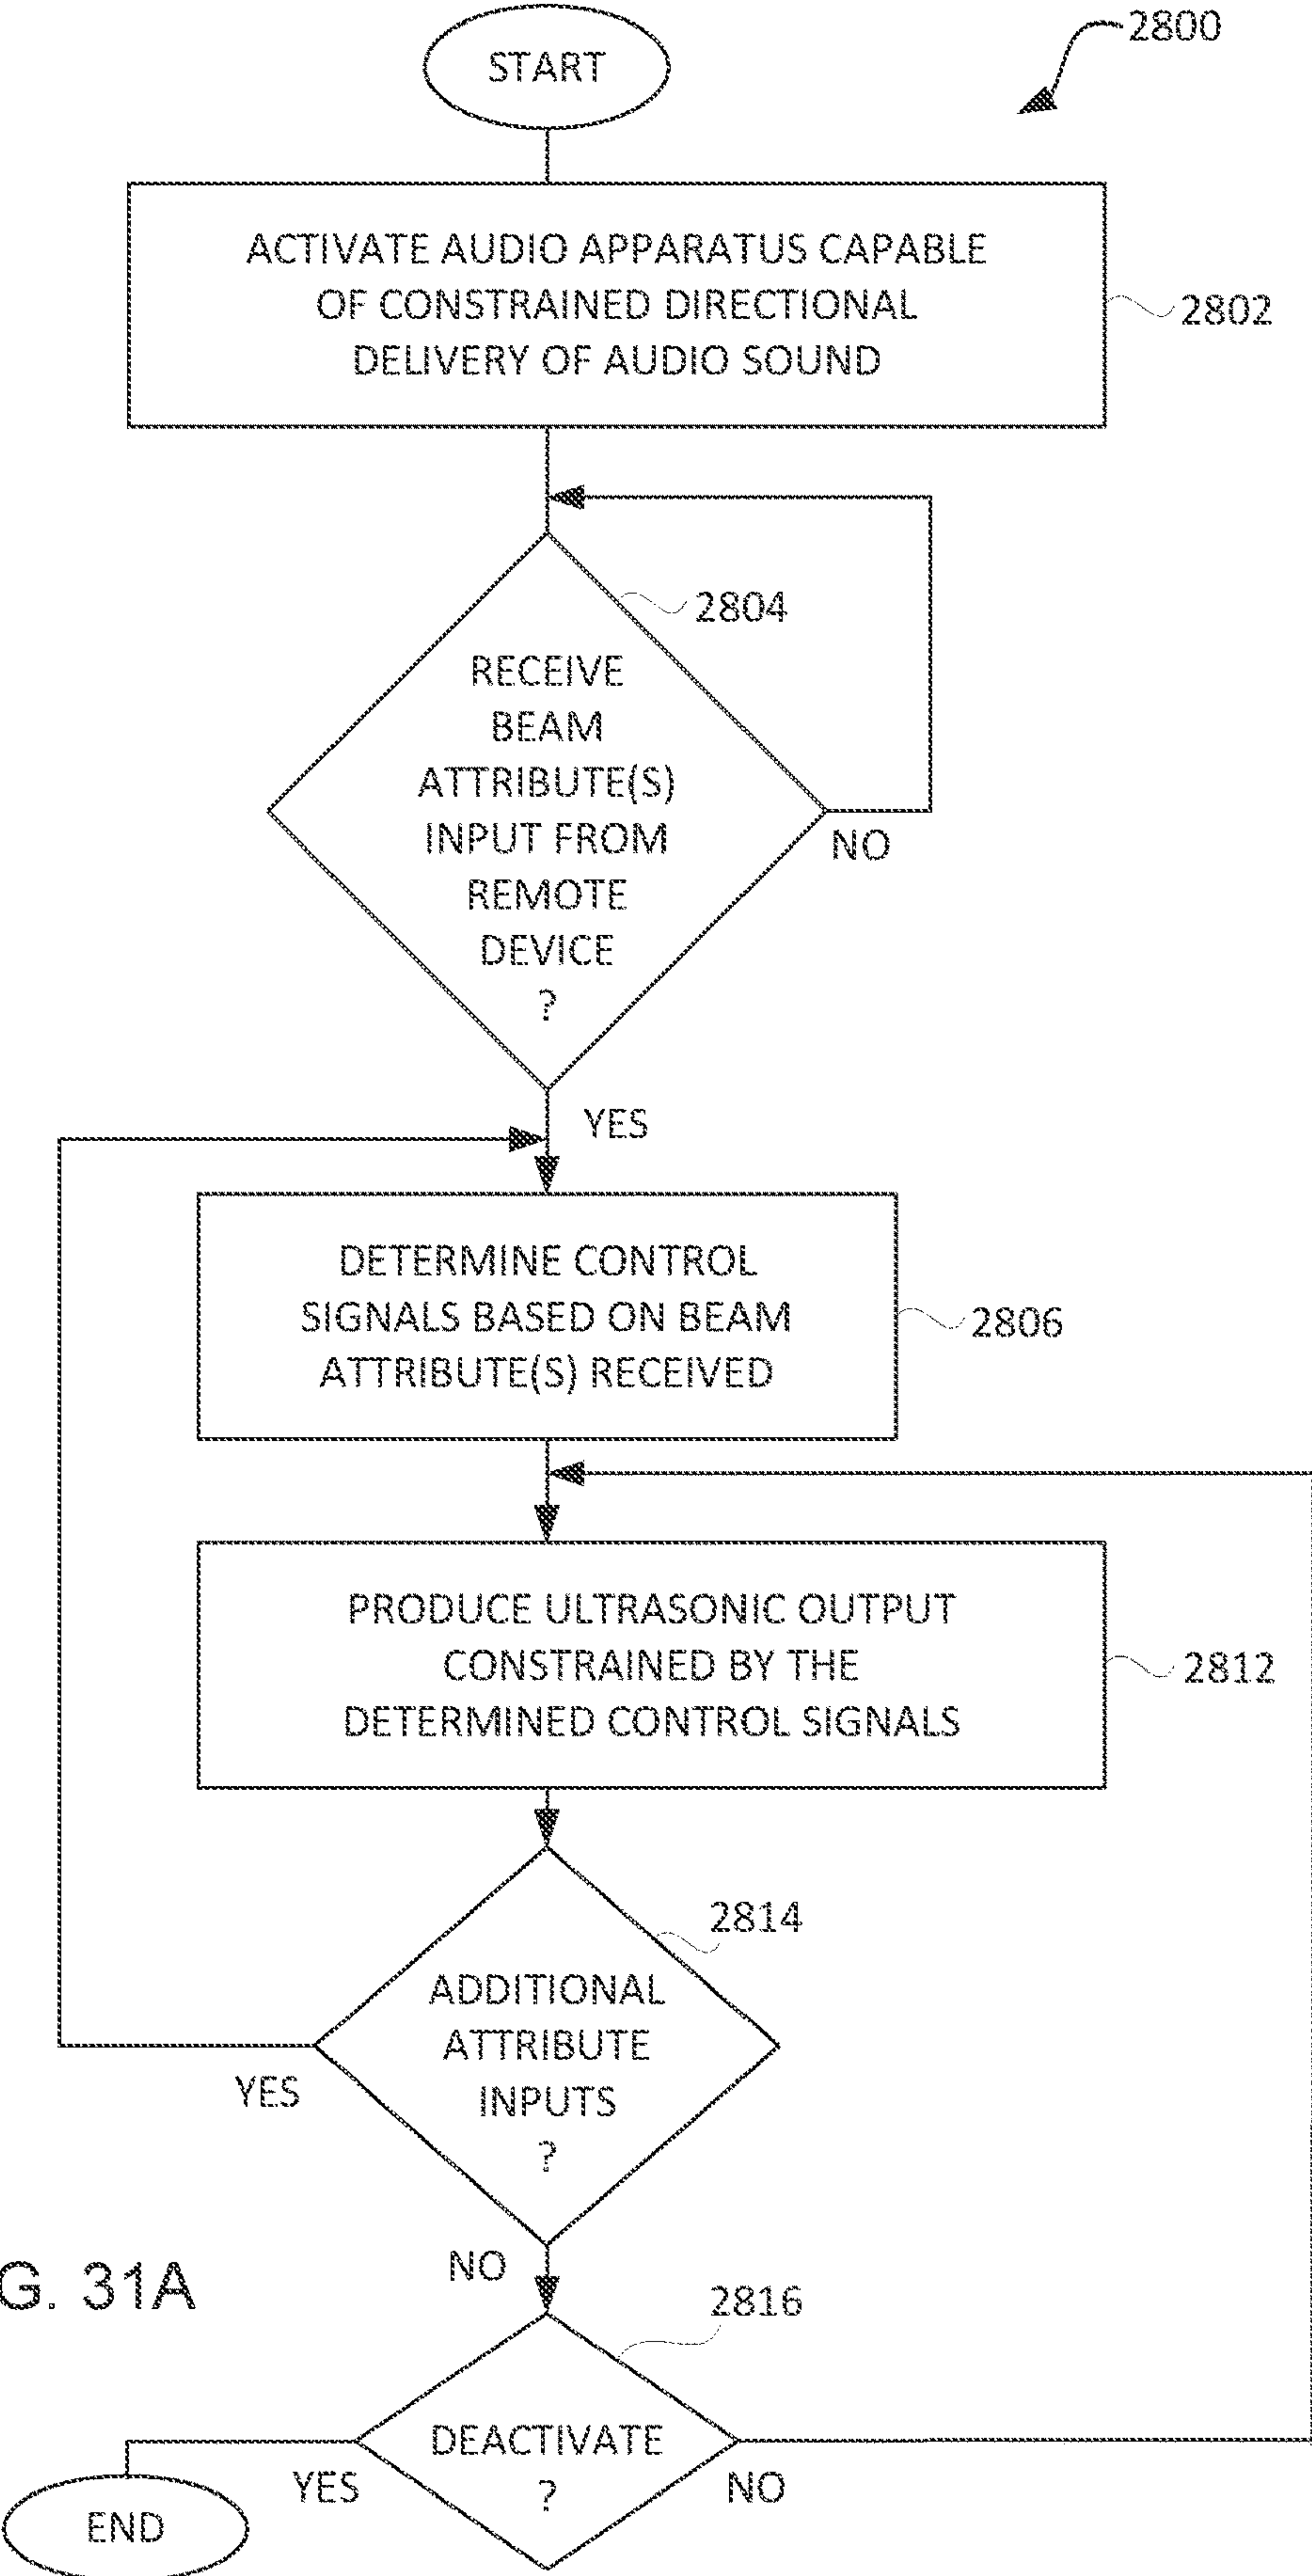 2800
START
ACTIVATE AUDIO APPARATUS CAPABLE
OF CONSTRAINED DIRECTIONAL
DELIVERY OF AUDIO SOUND
2802
2804
RECEIVE
BEAM
ATTRIBUTE(S)
INPUT FROM
REMOTE
DEVICE
?
NO
YES
DETERMINE CONTROL
SIGNALS BASED ON BEAM
ATTRIBUTE(S) RECEIVED
2806
PRODUCE ULTRASONIC OUTPUT
CONSTRAINED BY THE
DETERMINED CONTROL SIGNALS
2812
2814
ADDITIONAL
ATTRIBUTE
INPUTS
?
YES
NO
G. 31A
2816
DEACTIVATE
?
YES
NO
END